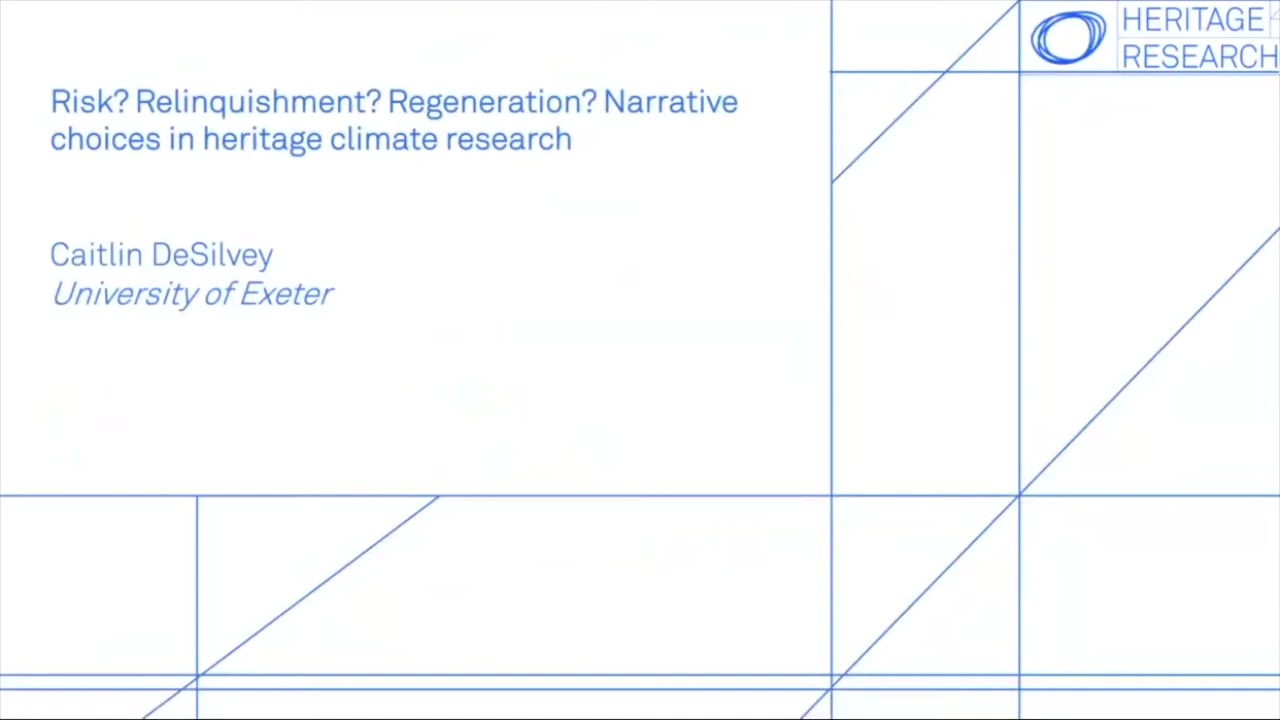 HERITAGE
RESEARCH
Risk? Relinquishment? Regeneration? Narrative
choices in heritage climate research
Caitlin DeSilvey
University of Exeter